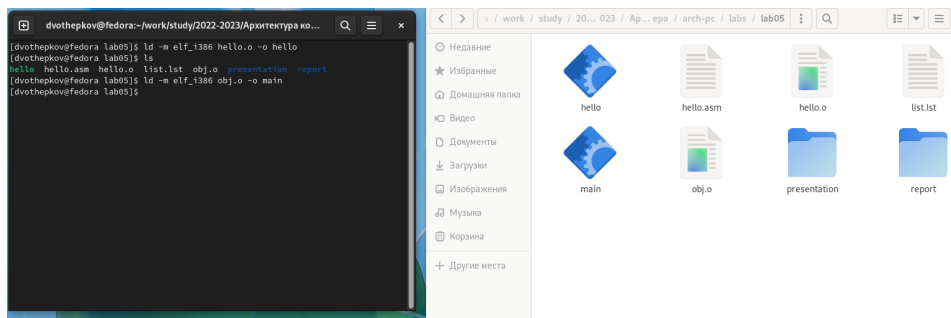 dvothepkov@fedora:~/work/study/2022-2023/Архитектура ко...
[dvothepkov@fedora lab05]$ ld -m elf_i386 hello.o -o hello
[dvothepkov@fedora lab05]$ ls
hello hello.asm hello.o list.lst obj.o presentation report
[dvothepkov@fedora lab05]$ ld -m elf_i386 obj.o -o main
[dvothepkov@fedora lab05]$
/ work / study / 20... 023 / Ap... ера / arch-pc / labs / lab05
Недавние
Избранные
Домашняя папка
Видео
Документы
Загрузки
Изображения
Музыка
Корзина
Другие места
hello hello.asm hello.o list.lst
main obj.o presentation report